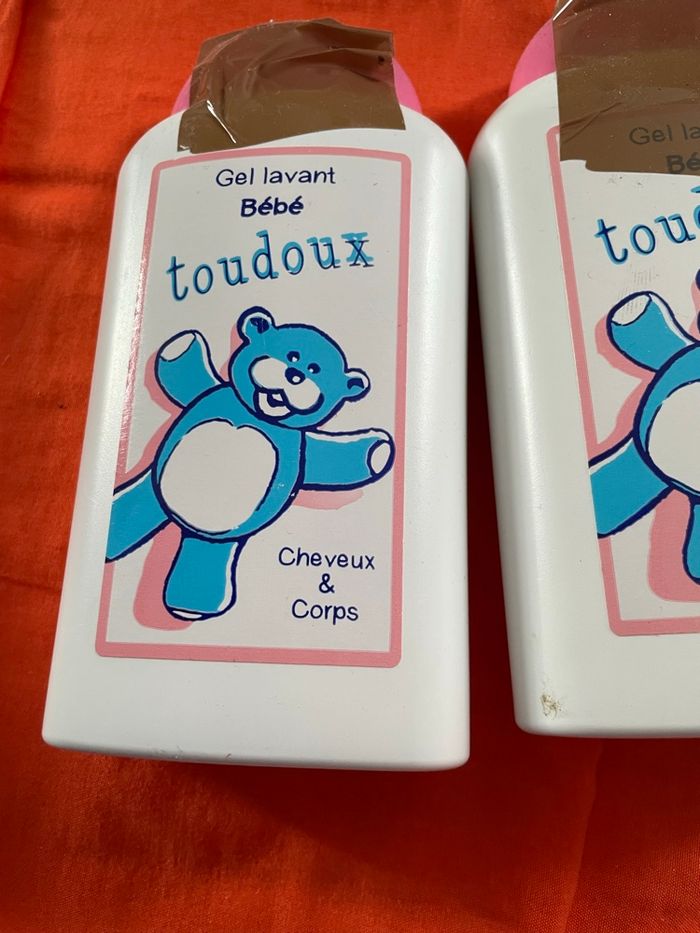 Gel lavant
Bébé
toudoux
Cheveux
&
Corps
Gel la
Bé
tou